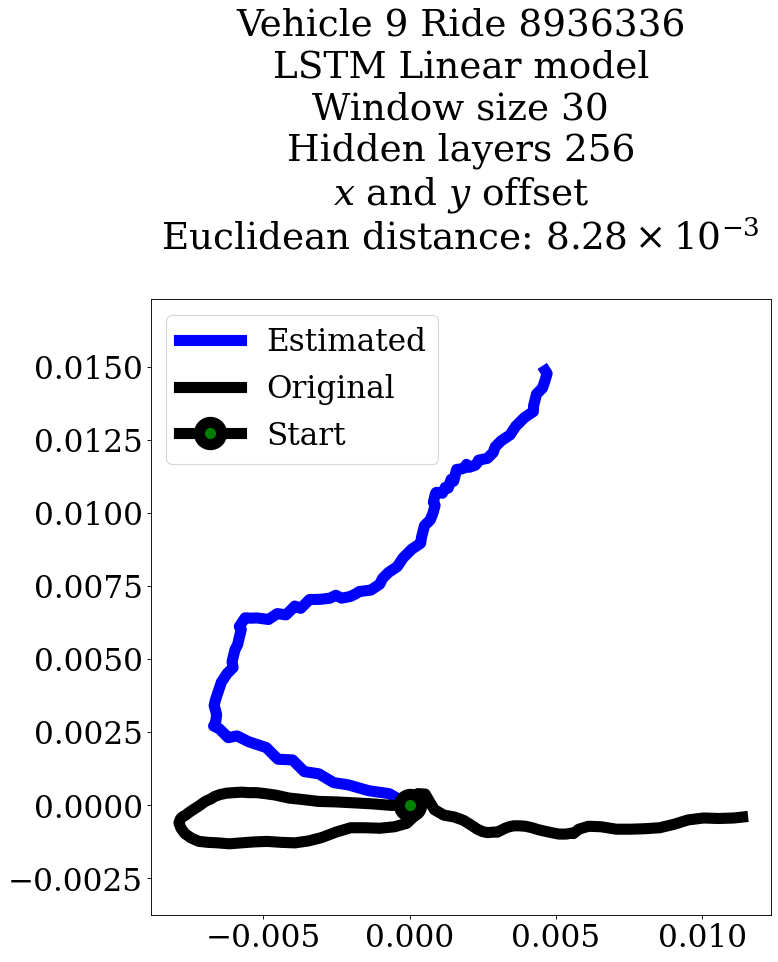 Vehicle 9 Ride 8936336
LSTM Linear model
Window size 30
Hidden layers 256
x and y offset
Euclidean distance: 8.28 × 10⁻³
Estimated
Original
Start
0.0150
0.0125
0.0100
0.0075
0.0050
0.0025
0.0000
−0.0025
−0.005 0.000 0.005 0.010